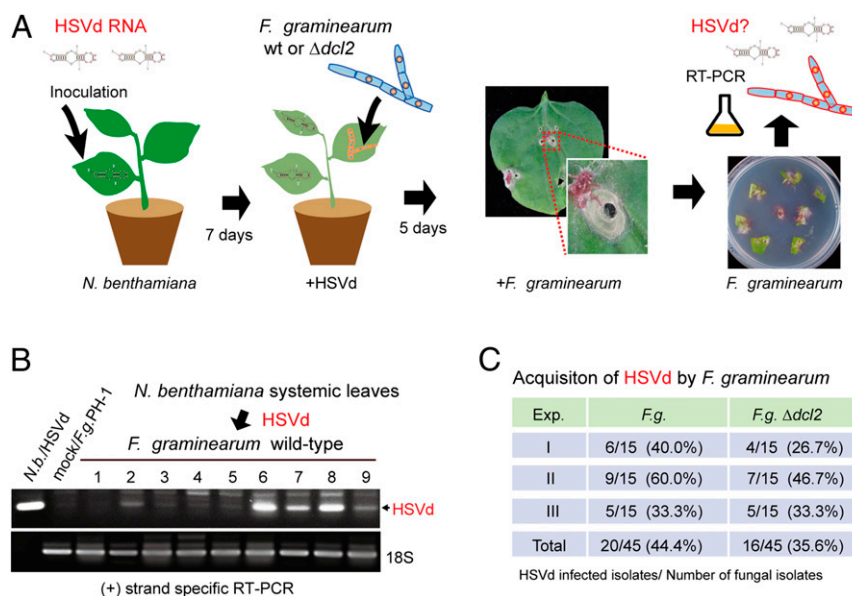 A
HSVd RNA
F. graminearum
wt or Δdcl2
HSVd?
RT-PCR
Inoculation
7 days
5 days
N. benthamiana
+HSVd
+F. graminearum
F. graminearum
B
N. benthamiana systemic leaves
HSVd
F. graminearum wild-type
N.b./HSVd
mock/F.g.PH-1
1 2 3 4 5 6 7 8 9
HSVd
18S
(+) strand specific RT-PCR
C
Acquisiton of HSVd by F. graminearum
Exp. F.g. F.g. Δdcl2
I 6/15 (40.0%) 4/15 (26.7%)
II 9/15 (60.0%) 7/15 (46.7%)
III 5/15 (33.3%) 5/15 (33.3%)
Total 20/45 (44.4%) 16/45 (35.6%)
HSVd infected isolates/ Number of fungal isolates